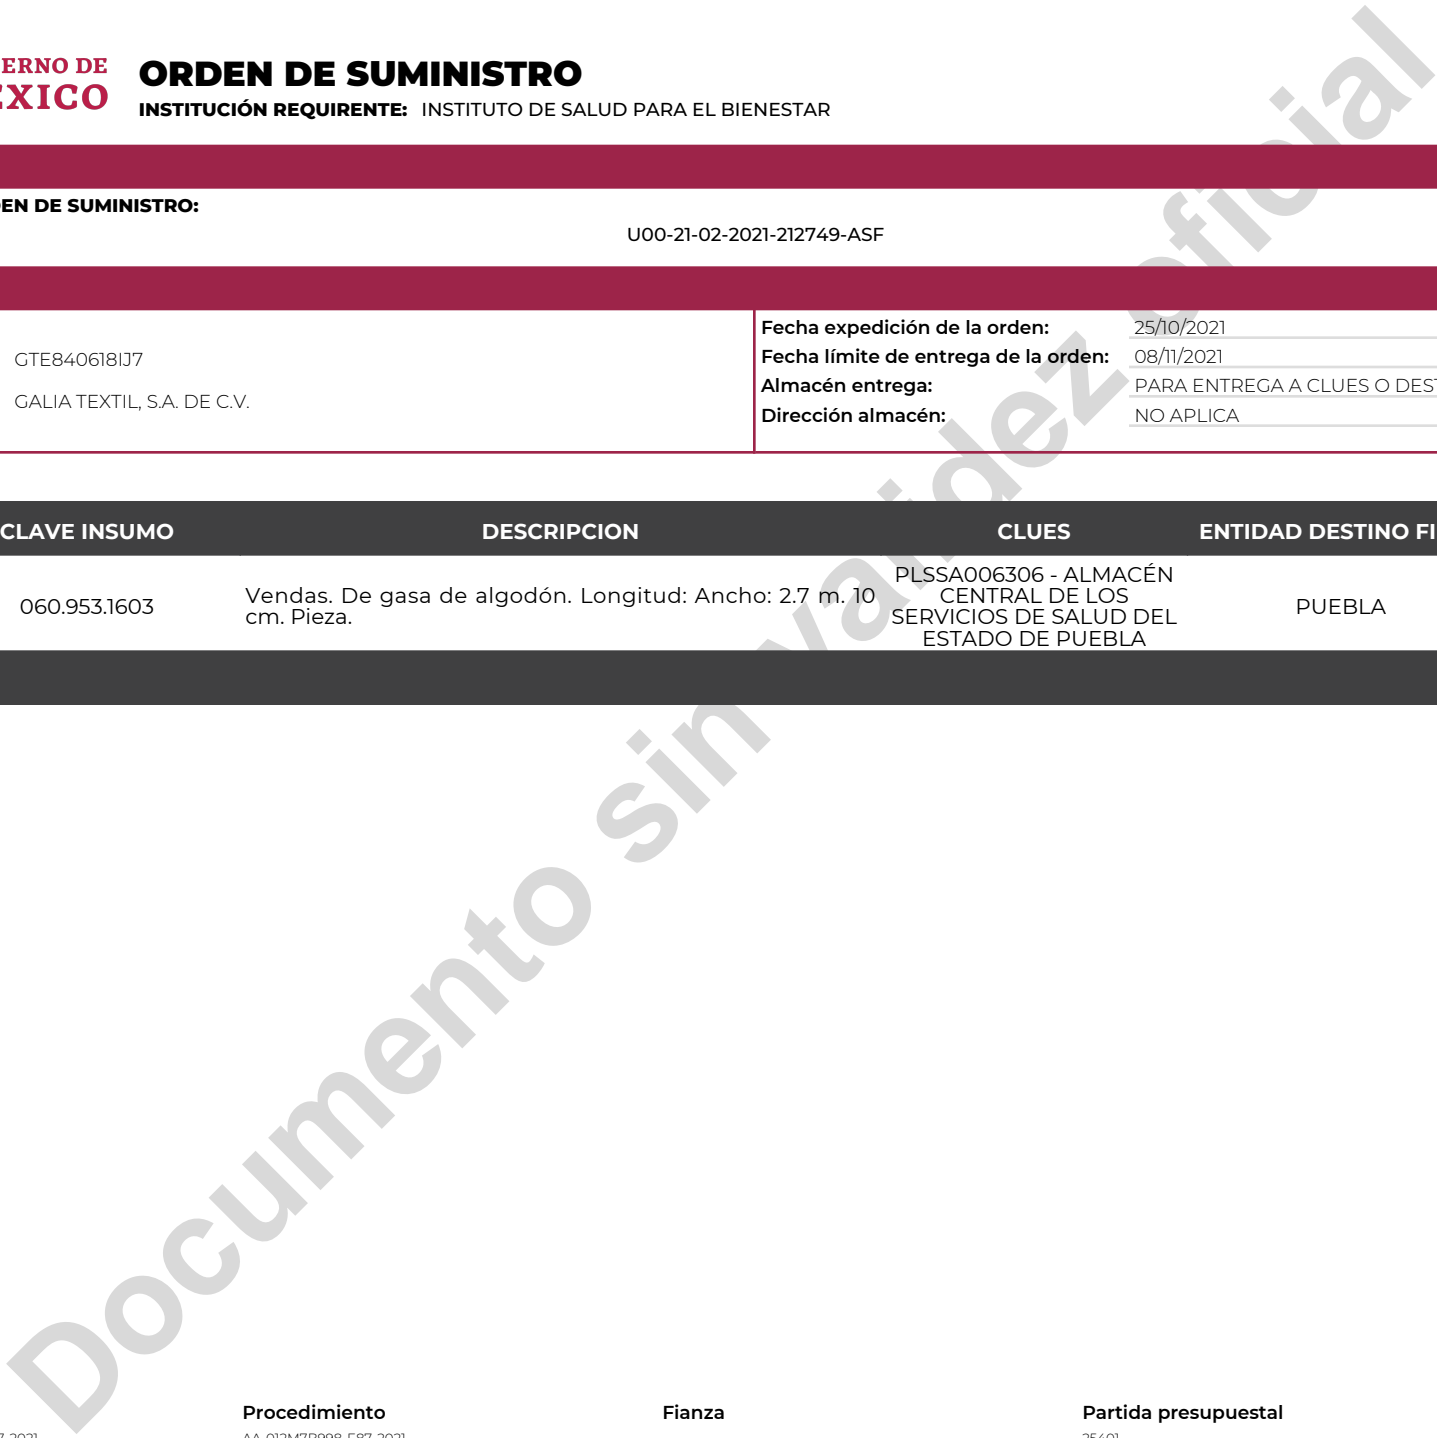 ERNO DE
EXICO
ORDEN DE SUMINISTRO
INSTITUCIÓN REQUIRENTE: INSTITUTO DE SALUD PARA EL BIENESTAR
EN DE SUMINISTRO:
U00-21-02-2021-212749-ASF
GTE840618IJ7
GALIA TEXTIL, S.A. DE C.V.
Fecha expedición de la orden: 25/10/2021
Fecha límite de entrega de la orden: 08/11/2021
Almacén entrega: PARA ENTREGA A CLUES O DEST
Dirección almacén: NO APLICA
CLAVE INSUMO DESCRIPCION CLUES ENTIDAD DESTINO FI
060.953.1603
Vendas. De gasa de algodón. Longitud: Ancho: 2.7 m. 10
cm. Pieza.
PLSSA006306 - ALMACÉN
CENTRAL DE LOS
SERVICIOS DE SALUD DEL
ESTADO DE PUEBLA
PUEBLA
Documento sin validez oficial
Procedimiento Fianza Partida presupuestal